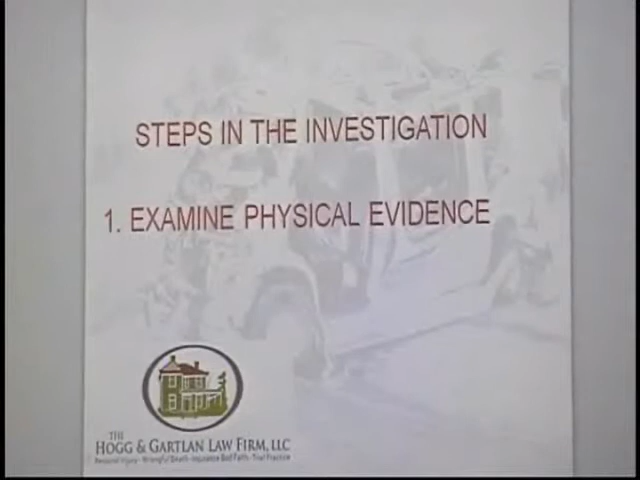 STEPS IN THE INVESTIGATION
1. EXAMINE PHYSICAL EVIDENCE
THE
HOGG & GARTLAN LAW FIRM, LLC
Personal Injury - Wrongful Death - Insurance Bad Faith - Trial Practice